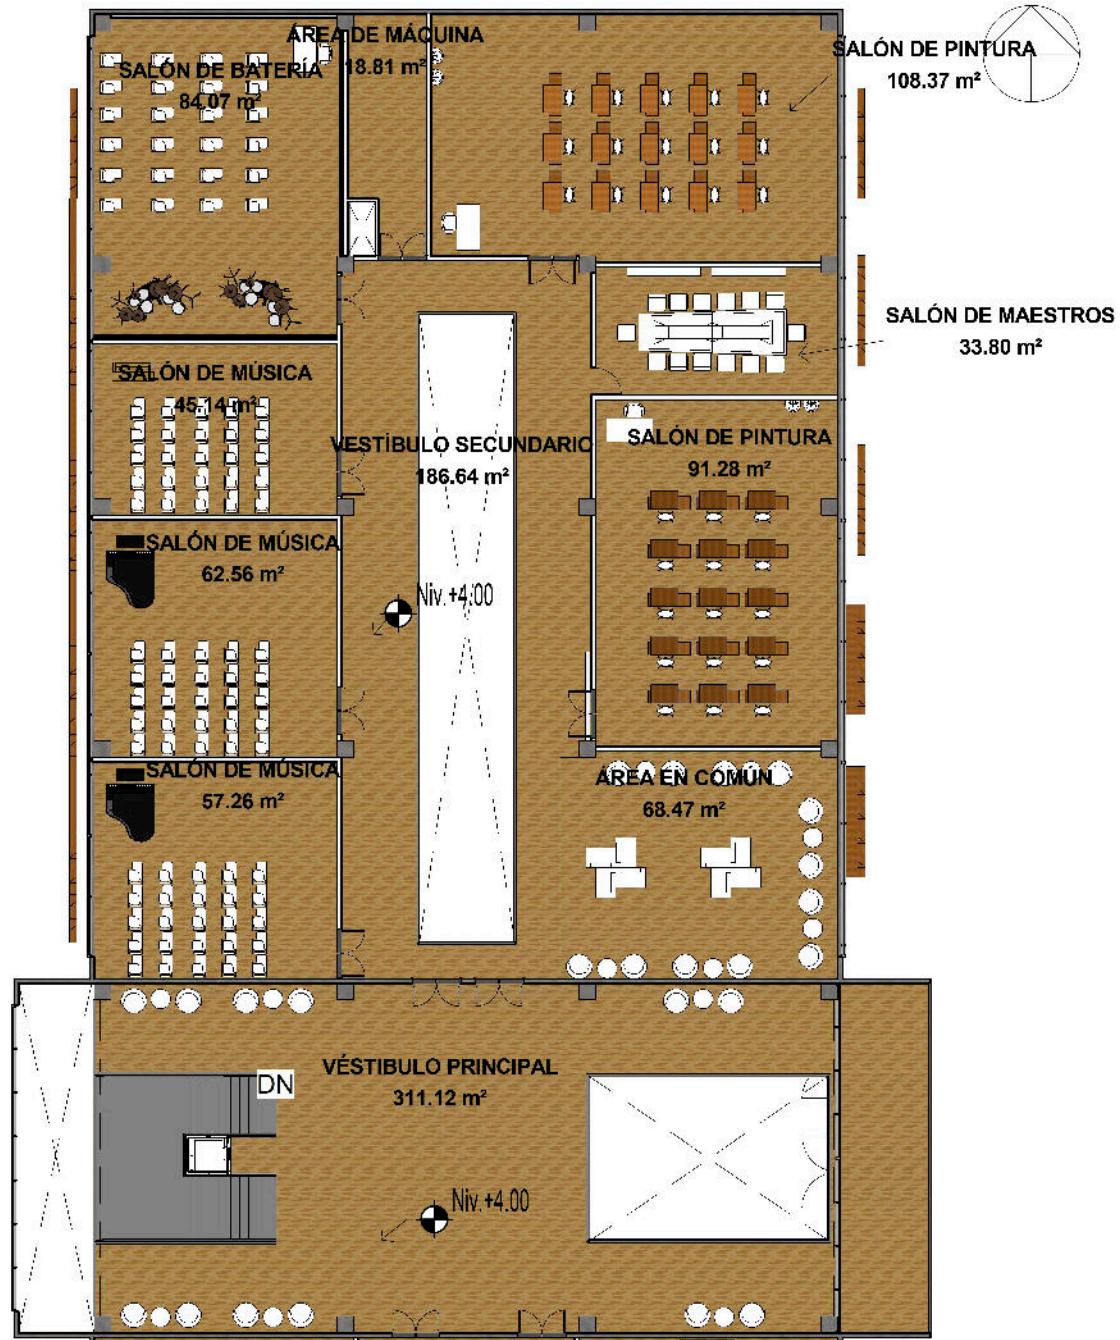 ÁREA DE MÁQUINA
18.81 m²
SALÓN DE PINTURA
108.37 m²
SALÓN DE BATERÍA
84.07 m²
SALÓN DE MAESTROS
33.80 m²
SALÓN DE MÚSICA
45.14 m²
VESTÍBULO SECUNDARIO
186.64 m²
SALÓN DE PINTURA
91.28 m²
SALÓN DE MÚSICA
62.56 m²
Niv.+4.00
SALÓN DE MÚSICA
57.26 m²
ÁREA EN COMÚN
68.47 m²
VÉSTIBULO PRINCIPAL
311.12 m²
DN
Niv.+4.00